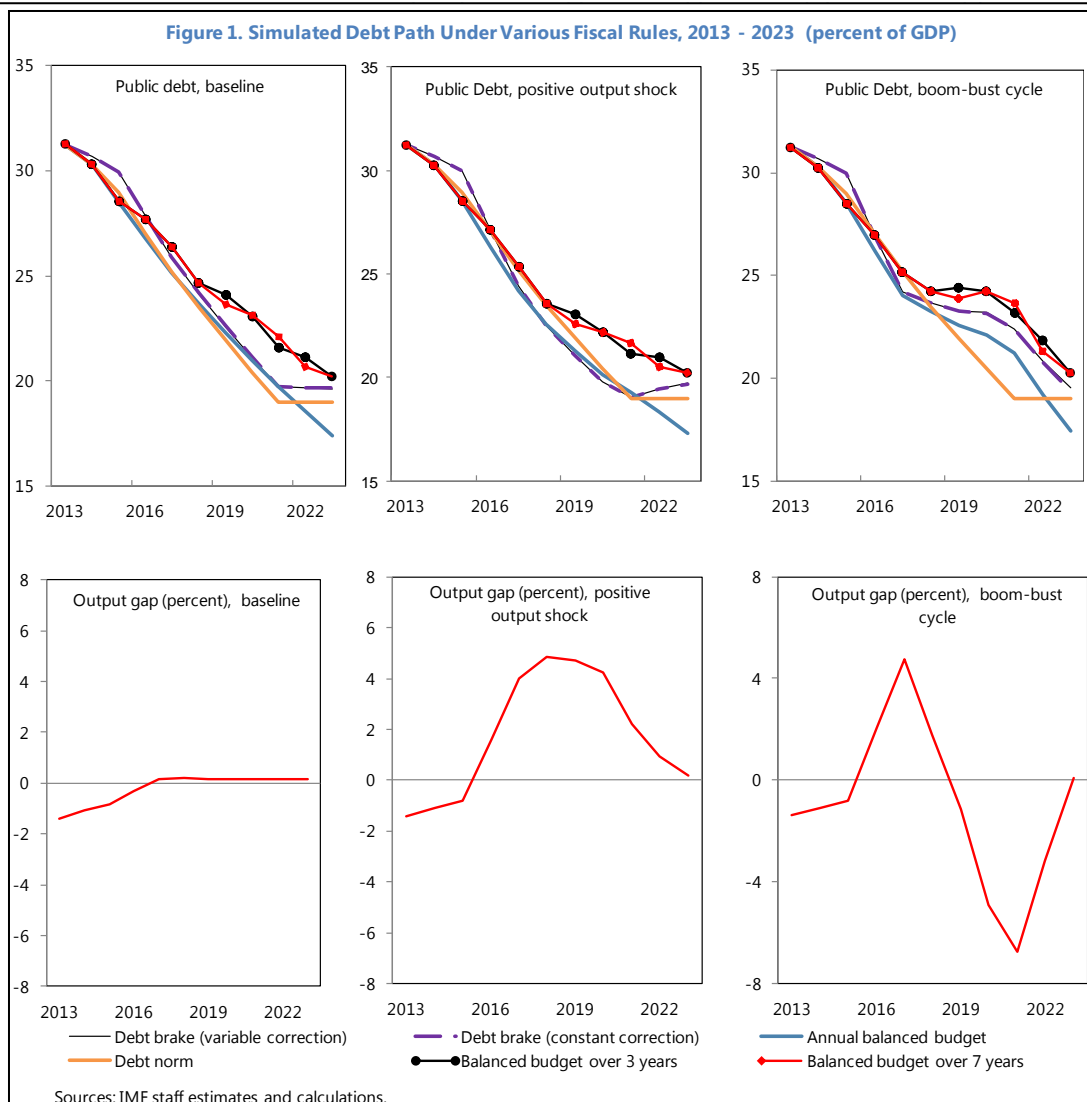 Figure 1. Simulated Debt Path Under Various Fiscal Rules, 2013 - 2023 (percent of GDP)
Public debt, baseline
35
30
25
20
15
2013 2016 2019 2022
Public Debt, positive output shock
35
30
25
20
15
2013 2016 2019 2022
Public Debt, boom-bust cycle
35
30
25
20
15
2013 2016 2019 2022
Output gap (percent), baseline
8
6
4
2
0
-2
-4
-6
-8
2013 2016 2019 2022
Output gap (percent), positive
output shock
8
6
4
2
0
-2
-4
-6
-8
2013 2016 2019 2022
Output gap (percent), boom-bust
cycle
8
4
0
-4
-8
2013 2016 2019 2022
Debt brake (variable correction) Debt brake (constant correction) Annual balanced budget
Debt norm Balanced budget over 3 years Balanced budget over 7 years
Sources: IMF staff estimates and calculations.